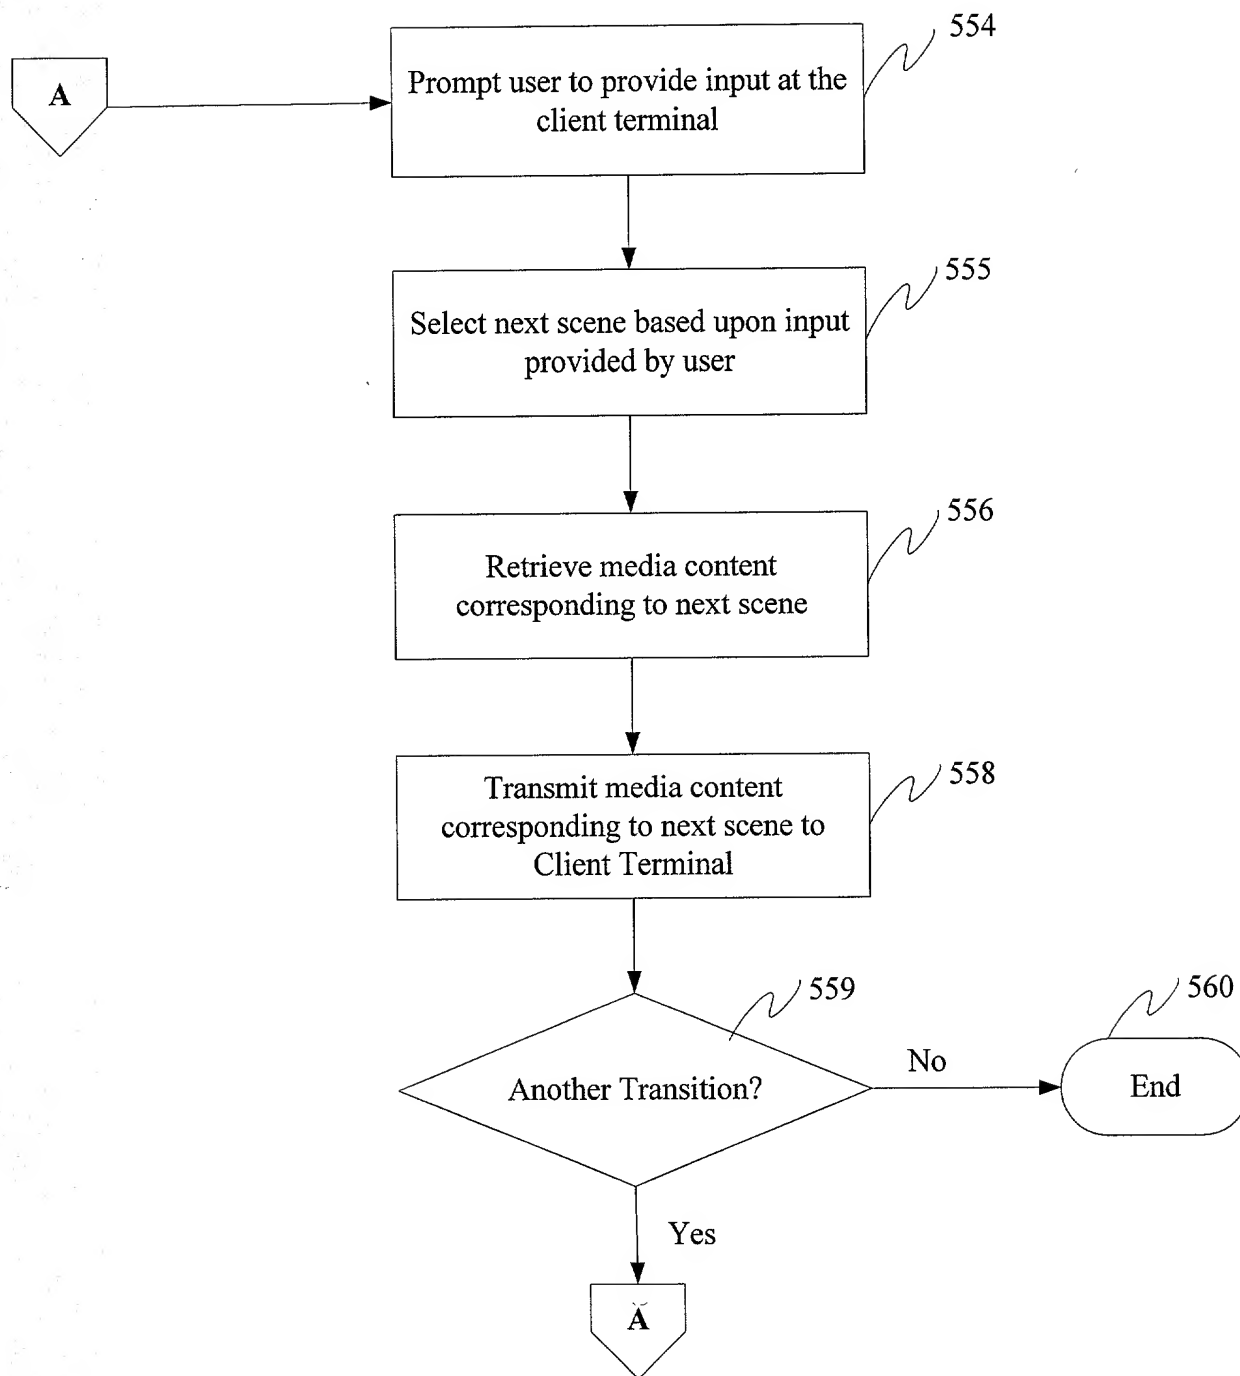 554
A
Prompt user to provide input at the
client terminal
555
Select next scene based upon input
provided by user
556
Retrieve media content
corresponding to next scene
558
Transmit media content
corresponding to next scene to
Client Terminal
559
560
Another Transition?
No
End
Yes
A